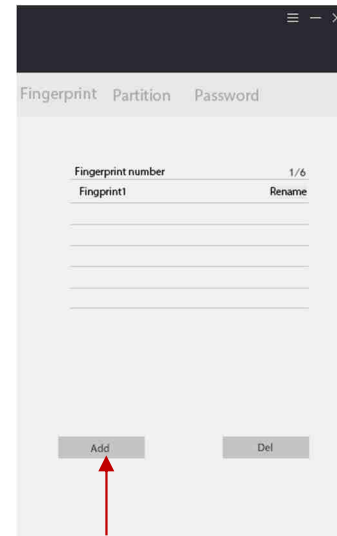 Fingerprint Partition Password
Fingerprint number 1/6
Fingprint1 Rename
Add Del